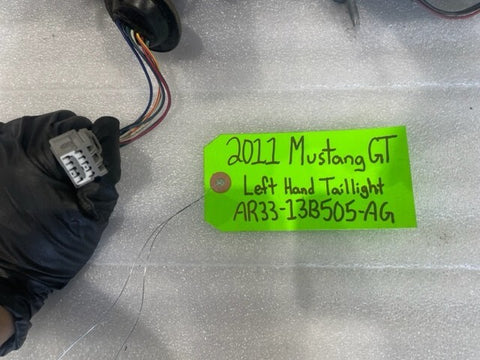 2011 Mustang GT
Left Hand Taillight
AR33-13B505-AG